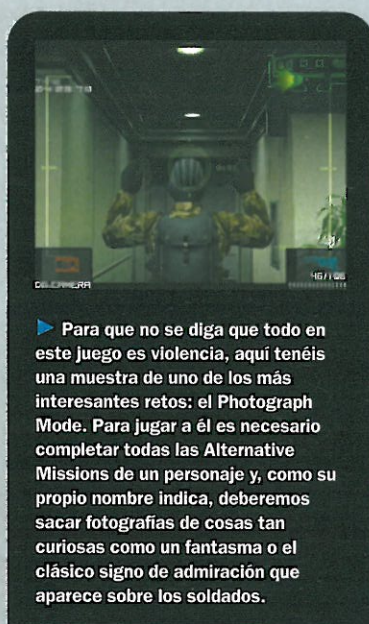 D.CAMERA
▶ Para que no se diga que todo en
este juego es violencia, aquí tenéis
una muestra de uno de los más
interesantes retos: el Photograph
Mode. Para jugar a él es necesario
completar todas las Alternative
Missions de un personaje y, como su
propio nombre indica, deberemos
sacar fotografías de cosas tan
curiosas como un fantasma o el
clásico signo de admiración que
aparece sobre los soldados.